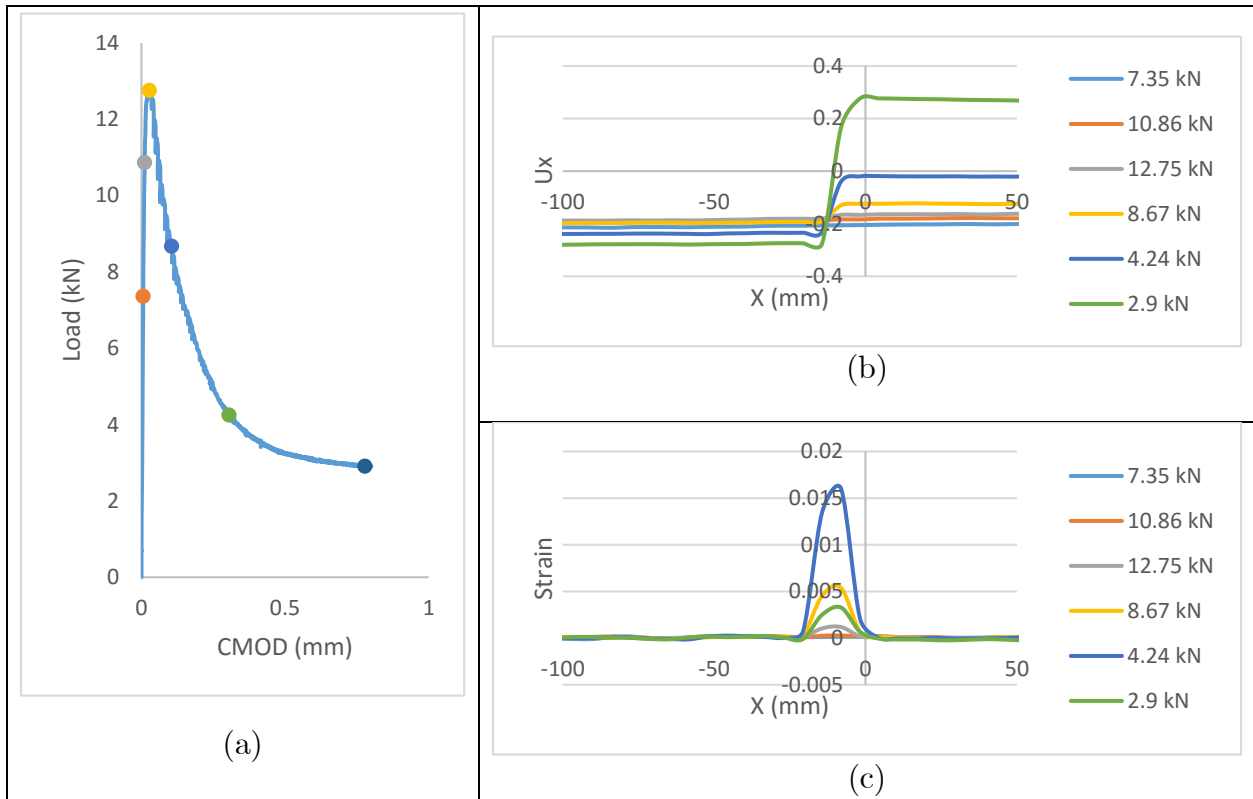 14
12
10
8
6
4
2
0
Load (kN)
0 0.5 1
CMOD (mm)
(a)
0.4
0.2
0
-0.2
-0.4
-100 -50 0 50
Ux
X (mm)
7.35 kN
10.86 kN
12.75 kN
8.67 kN
4.24 kN
2.9 kN
(b)
0.02
0.015
0.01
0.005
0
-0.005
-100 -50 0 50
Strain
X (mm)
7.35 kN
10.86 kN
12.75 kN
8.67 kN
4.24 kN
2.9 kN
(c)